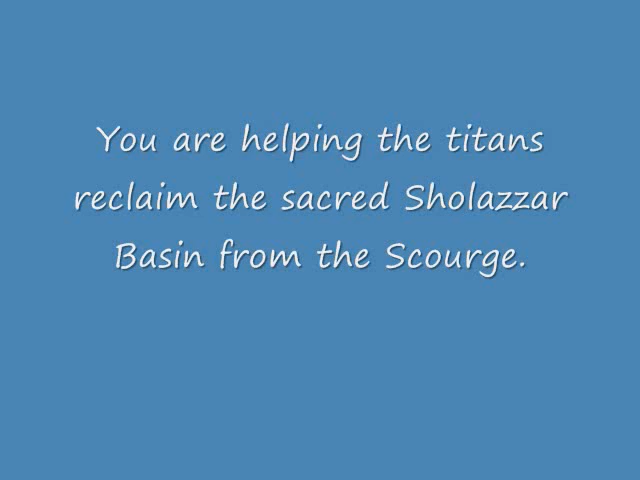 You are helping the titans
reclaim the sacred Sholazzar
Basin from the Scourge.